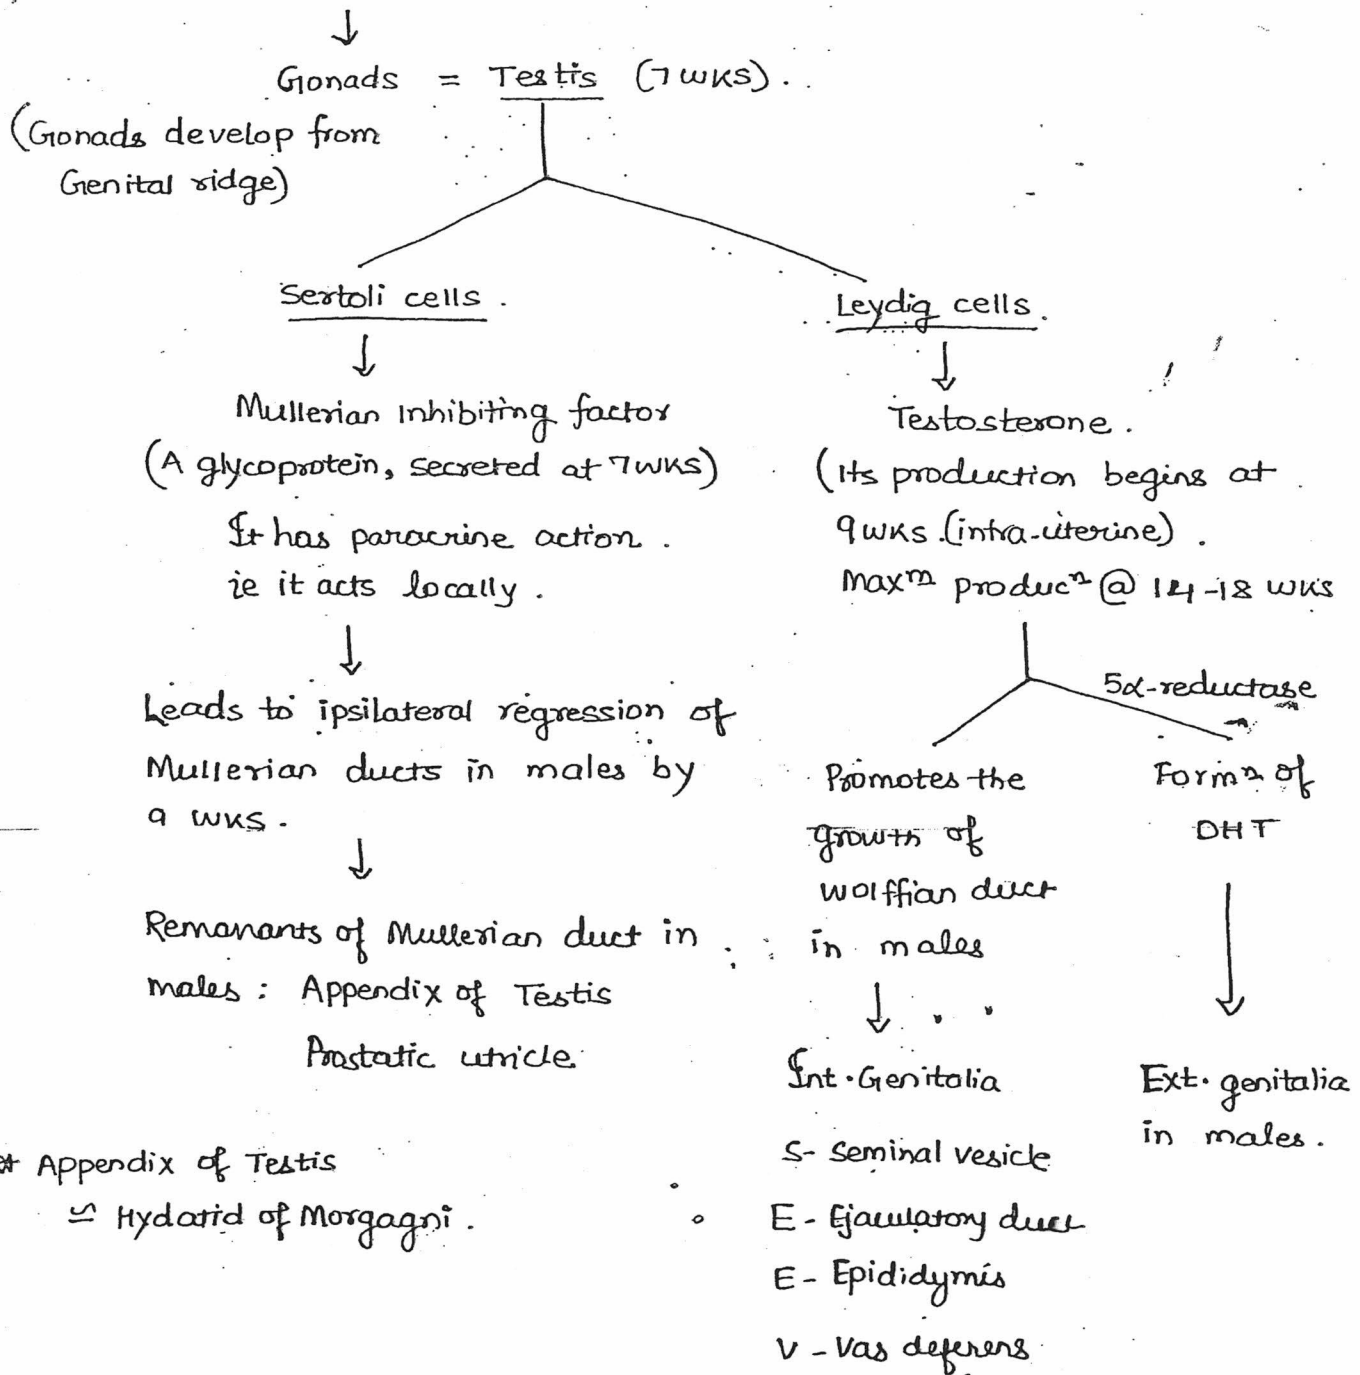 Gonads = Testis (7 wks).
(Gonads develop from
Genital ridge)
Sertoli cells.
Mullerian Inhibiting factor
(A glycoprotein, secreted at 7 wks)
It has paracrine action.
ie it acts locally.
Leads to ipsilateral regression of
Mullerian ducts in males by
9 wks.
Remanants of Mullerian duct in
males: Appendix of Testis
Prostatic utricle
* Appendix of Testis
≌ Hydatid of Morgagni.
Leydig cells.
Testosterone.
(Its production begins at
9 wks.(intra-uterine).
Maxᵐ producⁿ @ 14-18 wks
5α-reductase
Promotes the
growth of
wolffian duct
in males
Int. Genitalia
S- Seminal vesicle
E- Ejaculatory duct
E- Epididymis
V- Vas deferens
Formⁿ of
DHT
Ext. genitalia
in males.